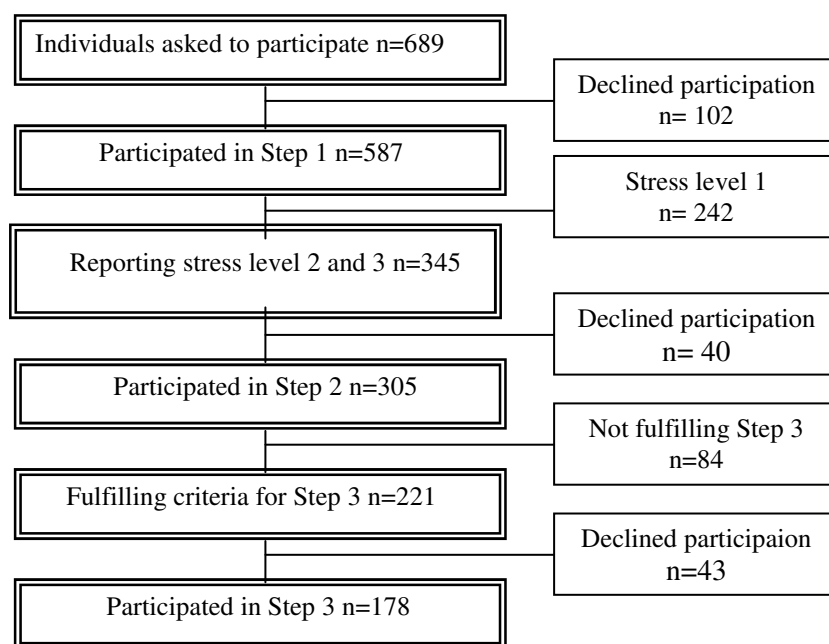 Individuals asked to participate n=689
Declined participation
n= 102
Participated in Step 1 n=587
Stress level 1
n= 242
Reporting stress level 2 and 3 n=345
Declined participation
n= 40
Participated in Step 2 n=305
Not fulfilling Step 3
n=84
Fulfilling criteria for Step 3 n=221
Declined participaion
n=43
Participated in Step 3 n=178